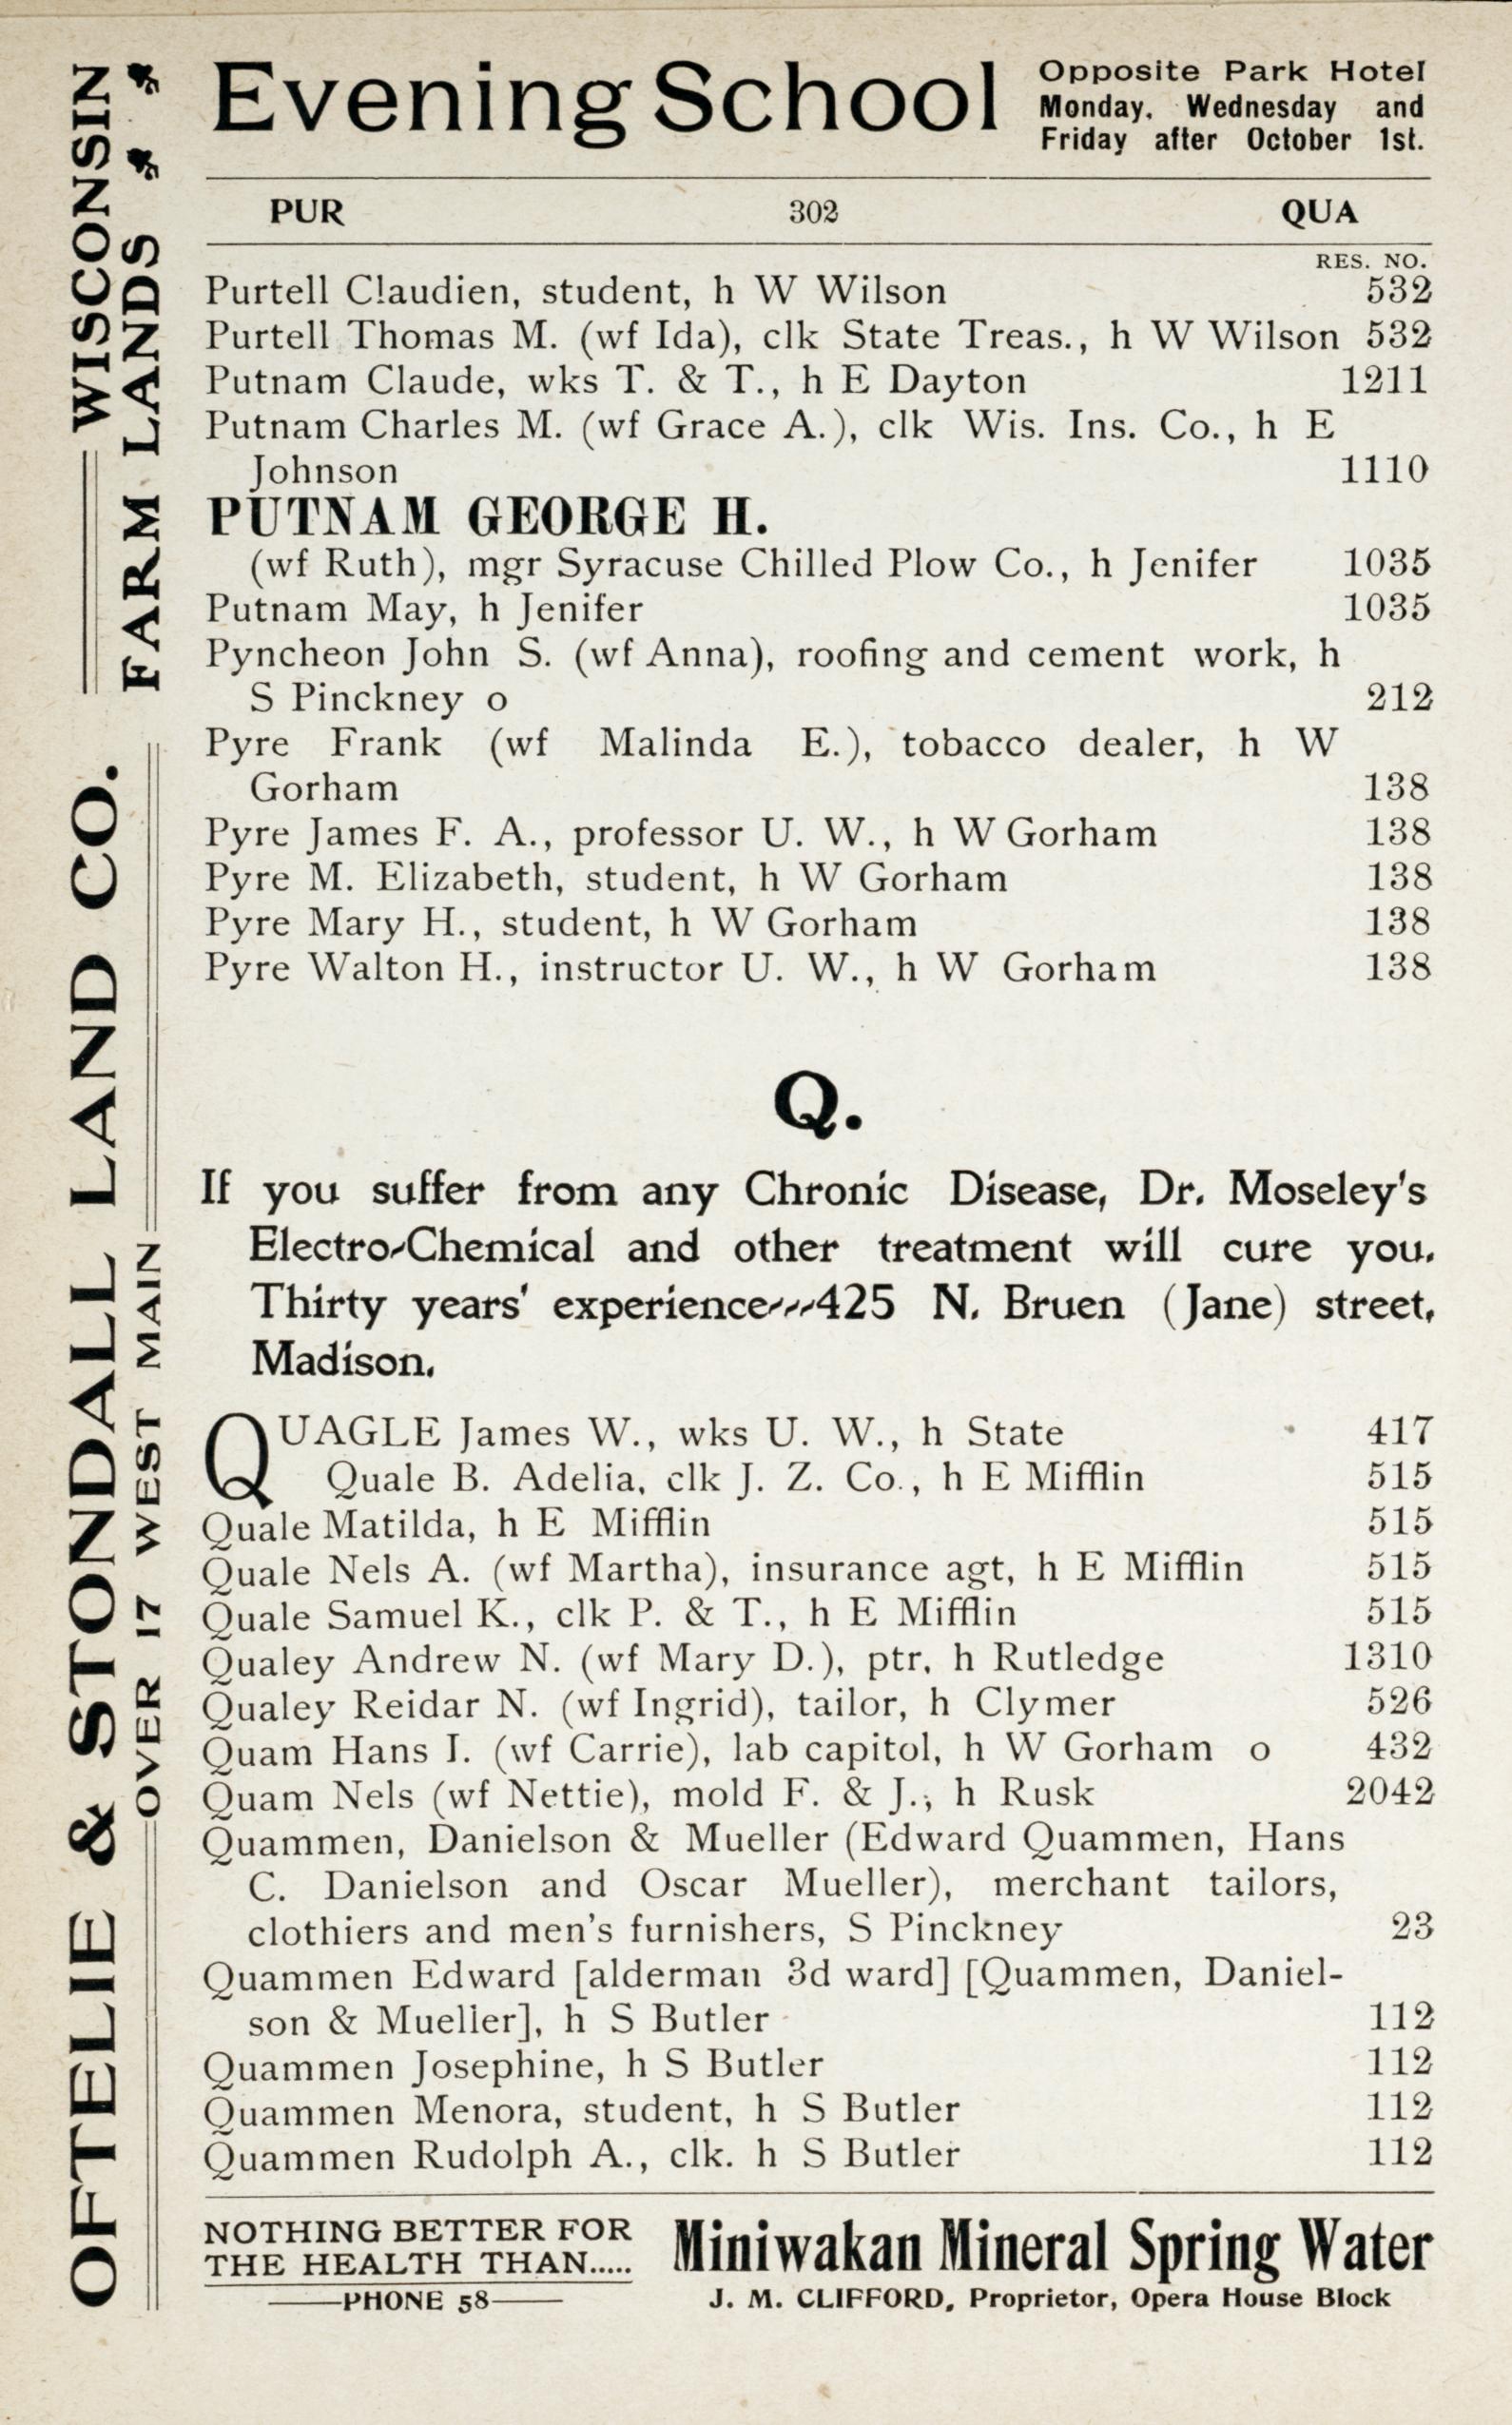 Evening School
Opposite Park Hotel
Monday, Wednesday and
Friday after October 1st.
PUR 302 QUA
RES. NO.
Purtell Claudien, student, h W Wilson 532
Purtell Thomas M. (wf Ida), clk State Treas., h W Wilson 532
Putnam Claude, wks T. & T., h E Dayton 1211
Putnam Charles M. (wf Grace A.), clk Wis. Ins. Co., h E
Johnson 1110
PUTNAM GEORGE H.
(wf Ruth), mgr Syracuse Chilled Plow Co., h Jenifer 1035
Putnam May, h Jenifer 1035
Pyncheon John S. (wf Anna), roofing and cement work, h
S Pinckney o 212
Pyre Frank (wf Malinda E.), tobacco dealer, h W
Gorham 138
Pyre James F. A., professor U. W., h W Gorham 138
Pyre M. Elizabeth, student, h W Gorham 138
Pyre Mary H., student, h W Gorham 138
Pyre Walton H., instructor U. W., h W Gorham 138
Q.
If you suffer from any Chronic Disease, Dr. Moseley's
Electro-Chemical and other treatment will cure you.
Thirty years' experience---425 N. Bruen (Jane) street,
Madison.
QUAGLE James W., wks U. W., h State 417
Quale B. Adelia, clk J. Z. Co., h E Mifflin 515
Quale Matilda, h E Mifflin 515
Quale Nels A. (wf Martha), insurance agt, h E Mifflin 515
Quale Samuel K., clk P. & T., h E Mifflin 515
Qualey Andrew N. (wf Mary D.), ptr, h Rutledge 1310
Qualey Reidar N. (wf Ingrid), tailor, h Clymer 526
Quam Hans I. (wf Carrie), lab capitol, h W Gorham o 432
Quam Nels (wf Nettie), mold F. & J., h Rusk 2042
Quammen, Danielson & Mueller (Edward Quammen, Hans
C. Danielson and Oscar Mueller), merchant tailors,
clothiers and men's furnishers, S Pinckney 23
Quammen Edward [alderman 3d ward] [Quammen, Daniel-
son & Mueller], h S Butler 112
Quammen Josephine, h S Butler 112
Quammen Menora, student, h S Butler 112
Quammen Rudolph A., clk. h S Butler 112
NOTHING BETTER FOR
THE HEALTH THAN.....
PHONE 58
Miniwakan Mineral Spring Water
J. M. CLIFFORD, Proprietor, Opera House Block
OFTELIE & STONDALL LAND CO.
OVER 17 WEST MAIN
WISCONSIN
FARM LANDS